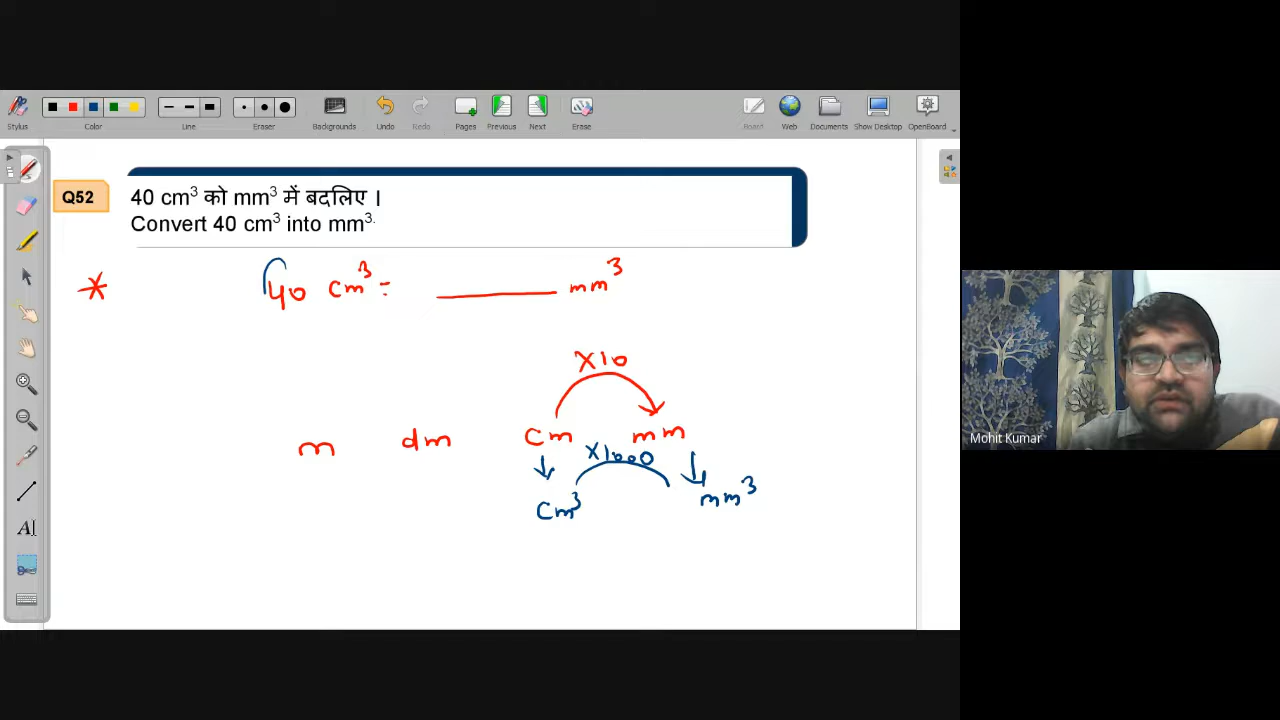 Stylus
Color
Line
Eraser
Backgrounds
Undo
Redo
Pages
Previous
Next
Erase
Board
Web
Documents
Show Desktop
OpenBoard
Q52
40 cm³ को mm³ में बदलिए ।
Convert 40 cm³ into mm³.
* 40 cm³ = ______ mm³
X10
m dm cm mm
X1000
cm³ mm³
Mohit Kumar